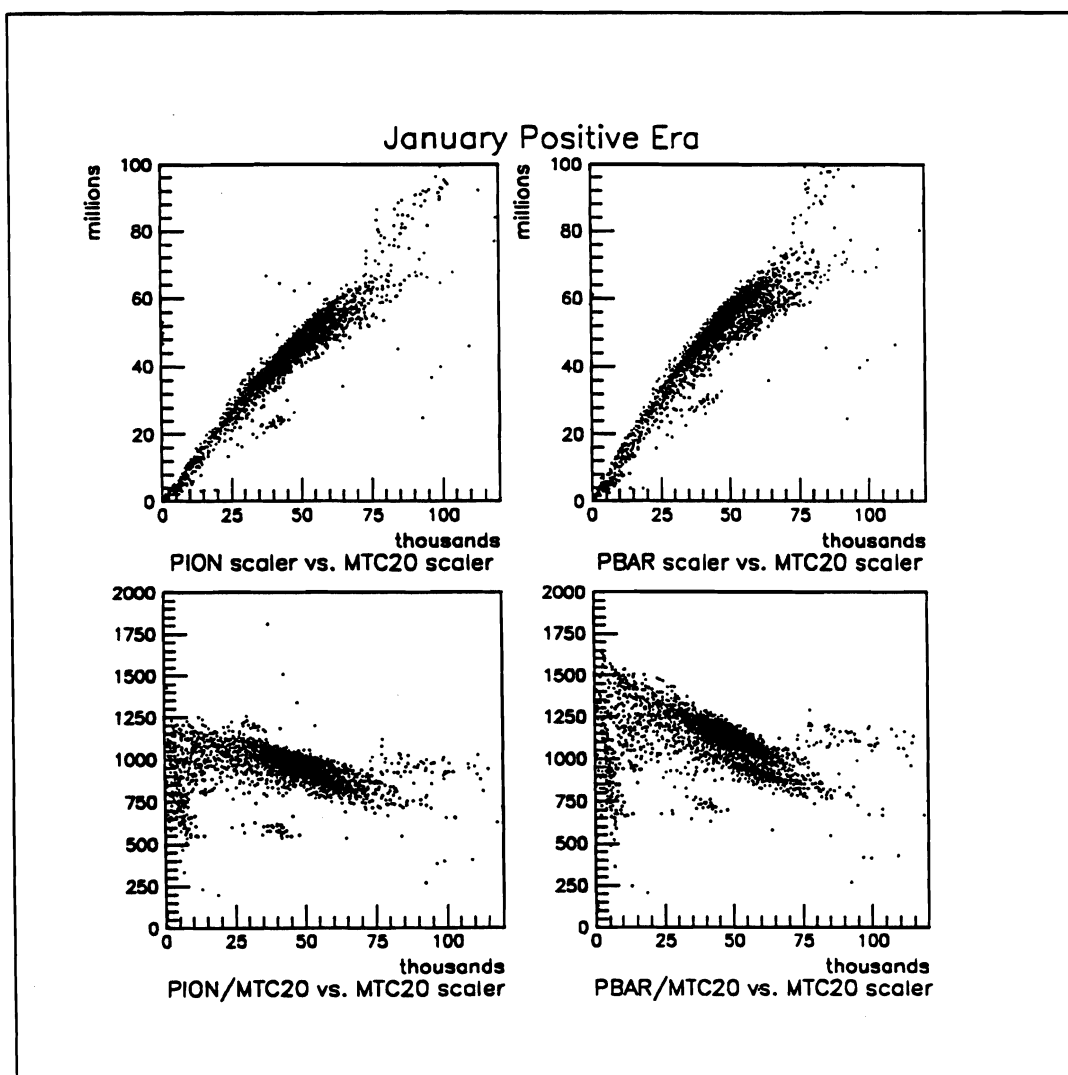 January Positive Era
millions
100
80
60
40
20
0
0 25 50 75 100
thousands
PION scaler vs. MTC20 scaler
millions
100
80
60
40
20
0
0 25 50 75 100
thousands
PBAR scaler vs. MTC20 scaler
2000
1750
1500
1250
1000
750
500
250
0
0 25 50 75 100
thousands
PION/MTC20 vs. MTC20 scaler
2000
1750
1500
1250
1000
750
500
250
0
0 25 50 75 100
thousands
PBAR/MTC20 vs. MTC20 scaler